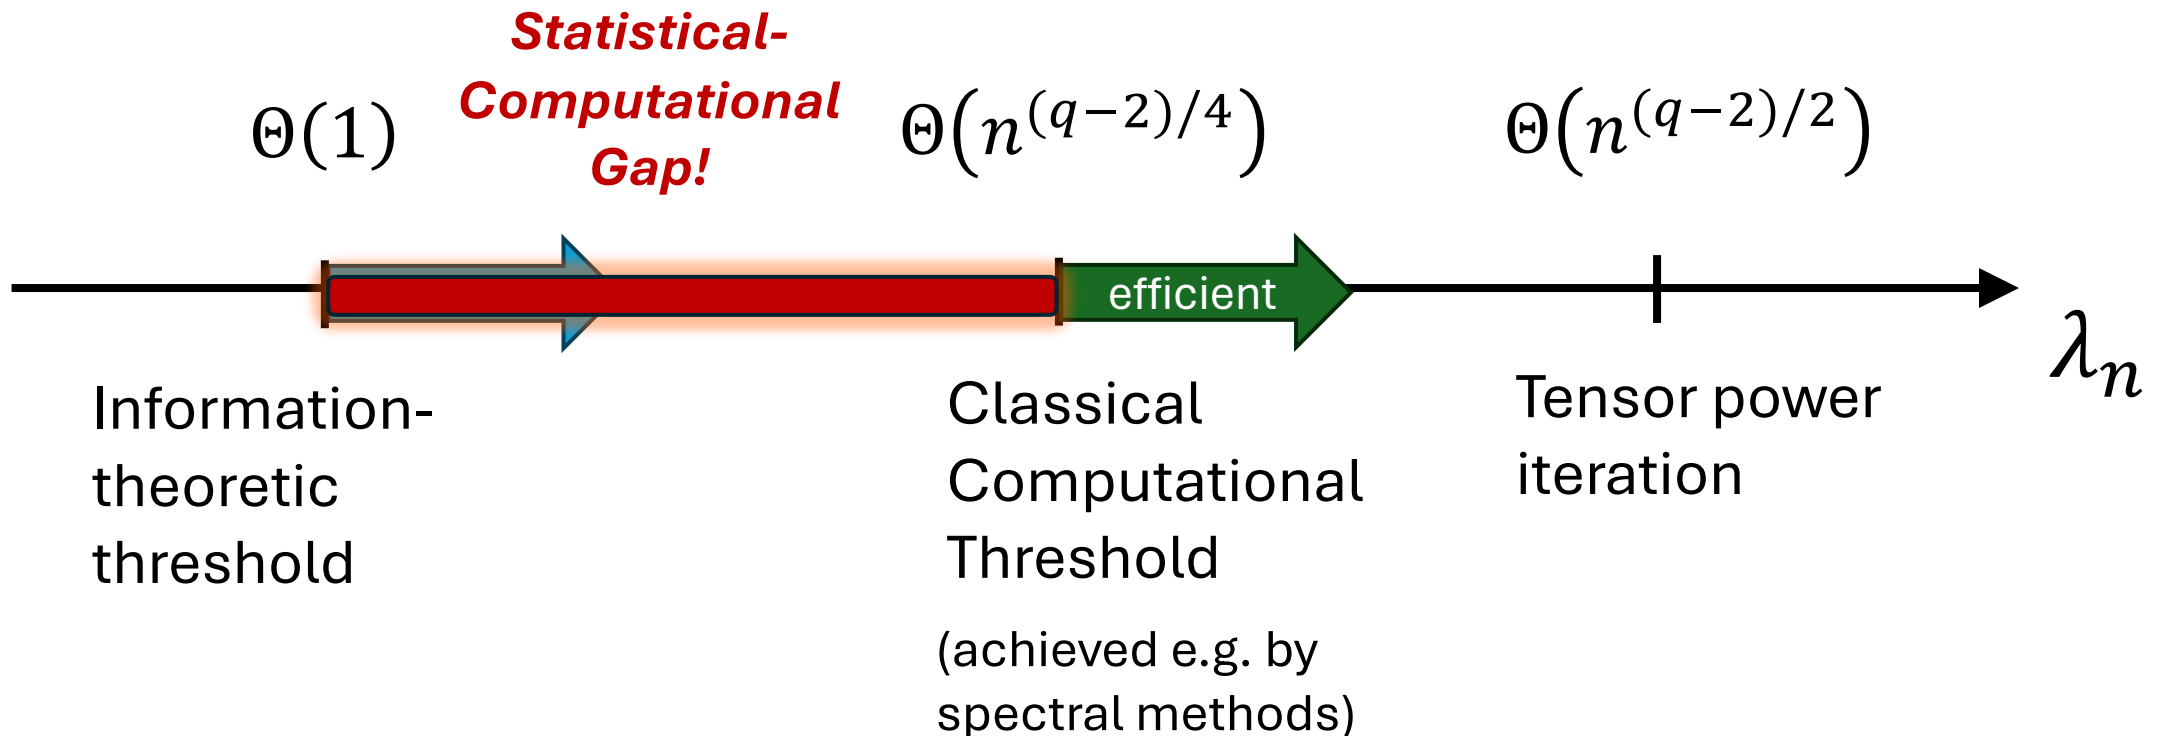 Statistical-
Computational
Gap!
Θ(1)
Θ(n^{(q−2)/4})
Θ(n^{(q−2)/2})
efficient
λ_n
Information-
theoretic
threshold
Classical
Computational
Threshold
(achieved e.g. by
spectral methods)
Tensor power
iteration